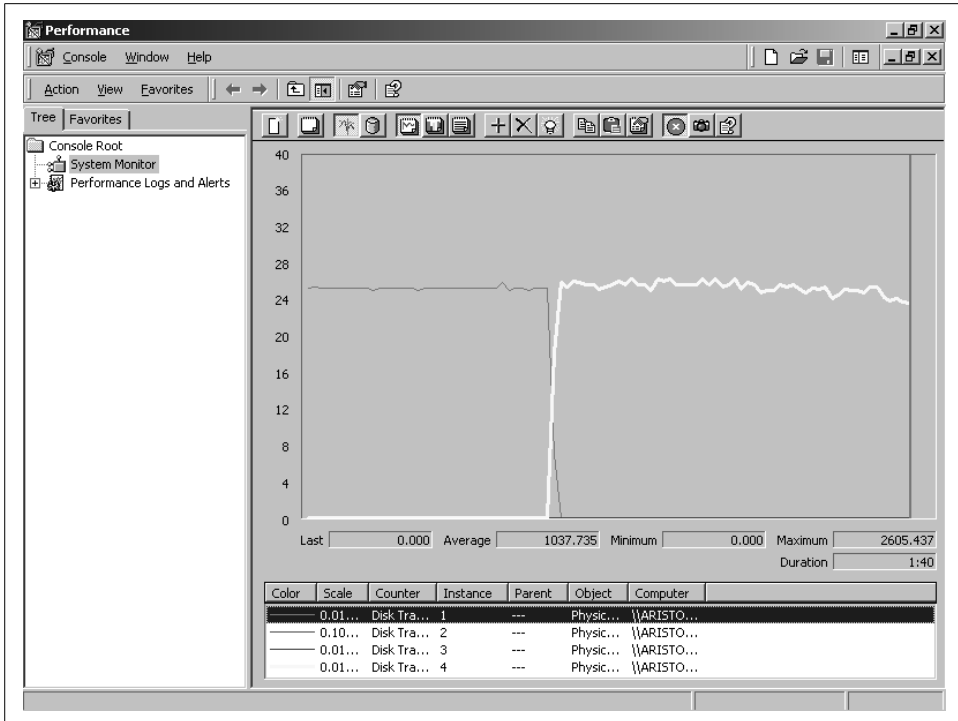 Performance
Console Window Help
Action View Favorites
Tree Favorites
Console Root
System Monitor
Performance Logs and Alerts
40
36
32
28
24
20
16
12
8
4
0
Last 0.000 Average 1037.735 Minimum 0.000 Maximum 2605.437
Duration 1:40
Color Scale Counter Instance Parent Object Computer
0.01... Disk Tra... 1 --- Physic... \\ARISTO...
0.10... Disk Tra... 2 --- Physic... \\ARISTO...
0.01... Disk Tra... 3 --- Physic... \\ARISTO...
0.01... Disk Tra... 4 --- Physic... \\ARISTO...